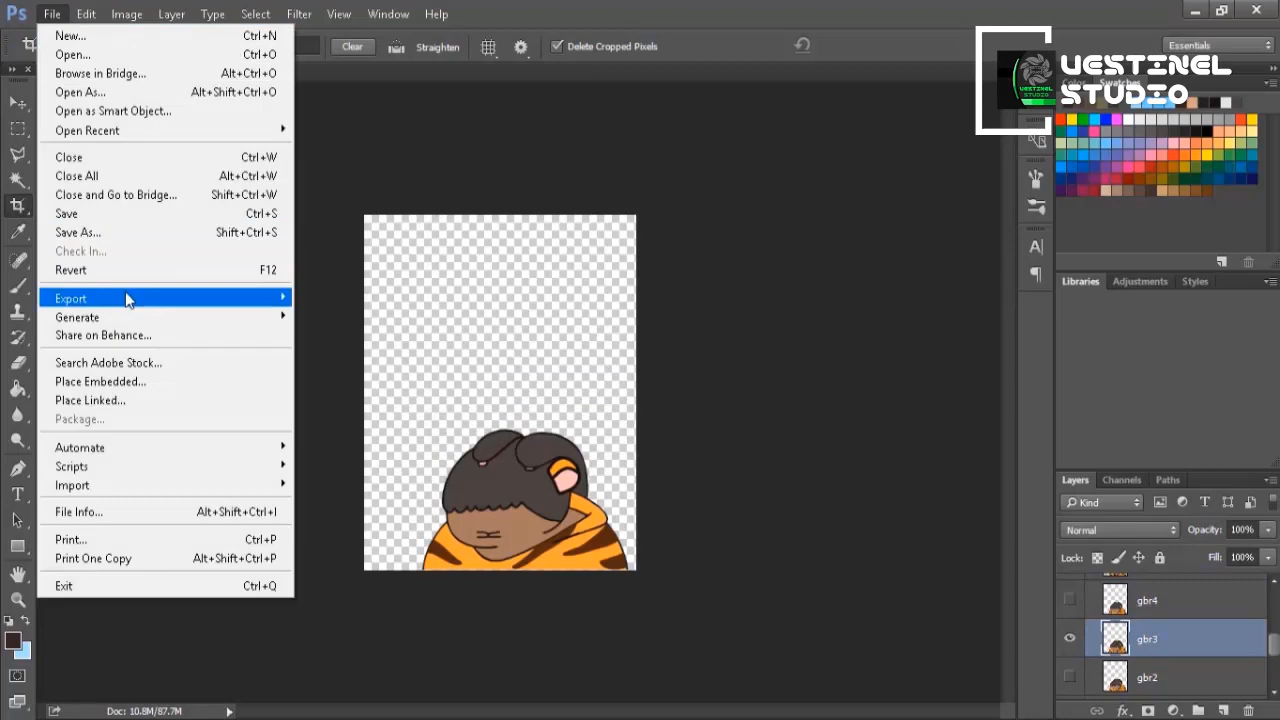 Ps File Edit Image Layer Type Select Filter View Window Help
Clear Straighten Delete Cropped Pixels Essentials
VESTINEL
STUDIO
VESTINEL
STUDIO
New... Ctrl+N
Open... Ctrl+O
Browse in Bridge... Alt+Ctrl+O
Open As... Alt+Shift+Ctrl+O
Open as Smart Object...
Open Recent
Close Ctrl+W
Close All Alt+Ctrl+W
Close and Go to Bridge... Shift+Ctrl+W
Save Ctrl+S
Save As... Shift+Ctrl+S
Check In...
Revert F12
Export
Generate
Share on Behance...
Search Adobe Stock...
Place Embedded...
Place Linked...
Package...
Automate
Scripts
Import
File Info... Alt+Shift+Ctrl+I
Print... Ctrl+P
Print One Copy Alt+Shift+Ctrl+P
Exit Ctrl+Q
Color Swatches
Libraries Adjustments Styles
Layers Channels Paths
Kind
Normal Opacity: 100%
Lock: Fill: 100%
gbr4
gbr3
gbr2
Doc: 10.8M/87.7M